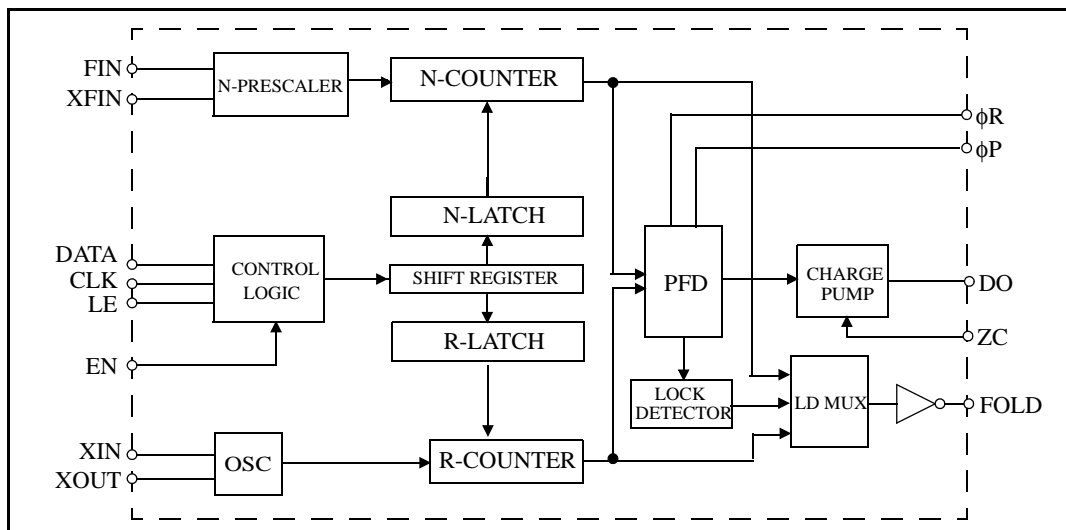 FIN
XFIN
N-PRESCALER
N-COUNTER
ϕR
ϕP
N-LATCH
DATA
CLK
LE
CONTROL
LOGIC
SHIFT REGISTER
PFD
CHARGE
PUMP
DO
R-LATCH
ZC
EN
LOCK
DETECTOR
LD MUX
FOLD
XIN
XOUT
OSC
R-COUNTER